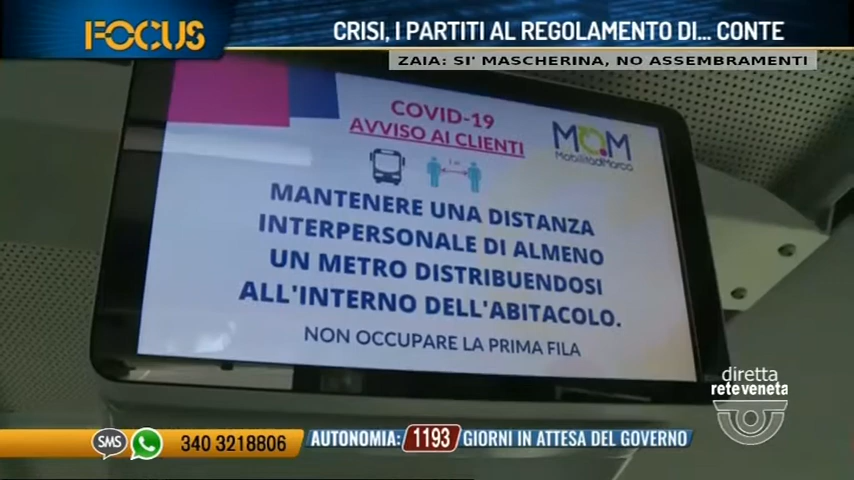 FOCUS
CRISI, I PARTITI AL REGOLAMENTO DI... CONTE
ZAIA: SI' MASCHERINA, NO ASSEMBRAMENTI
COVID-19
AVVISO AI CLIENTI
MOM
MobilitàdiMarca
1 m
MANTENERE UNA DISTANZA
INTERPERSONALE DI ALMENO
UN METRO DISTRIBUENDOSI
ALL'INTERNO DELL'ABITACOLO.
NON OCCUPARE LA PRIMA FILA
diretta
reteveneta
SMS
340 3218806
AUTONOMIA: 1193 GIORNI IN ATTESA DEL GOVERNO